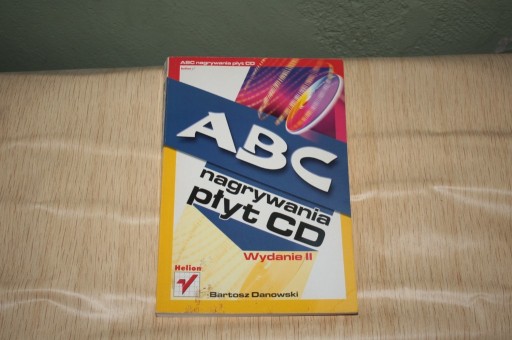 ABC nagrywania płyt CD
ABC
nagrywania
płyt CD
Wydanie II
Helion
Bartosz Danowski